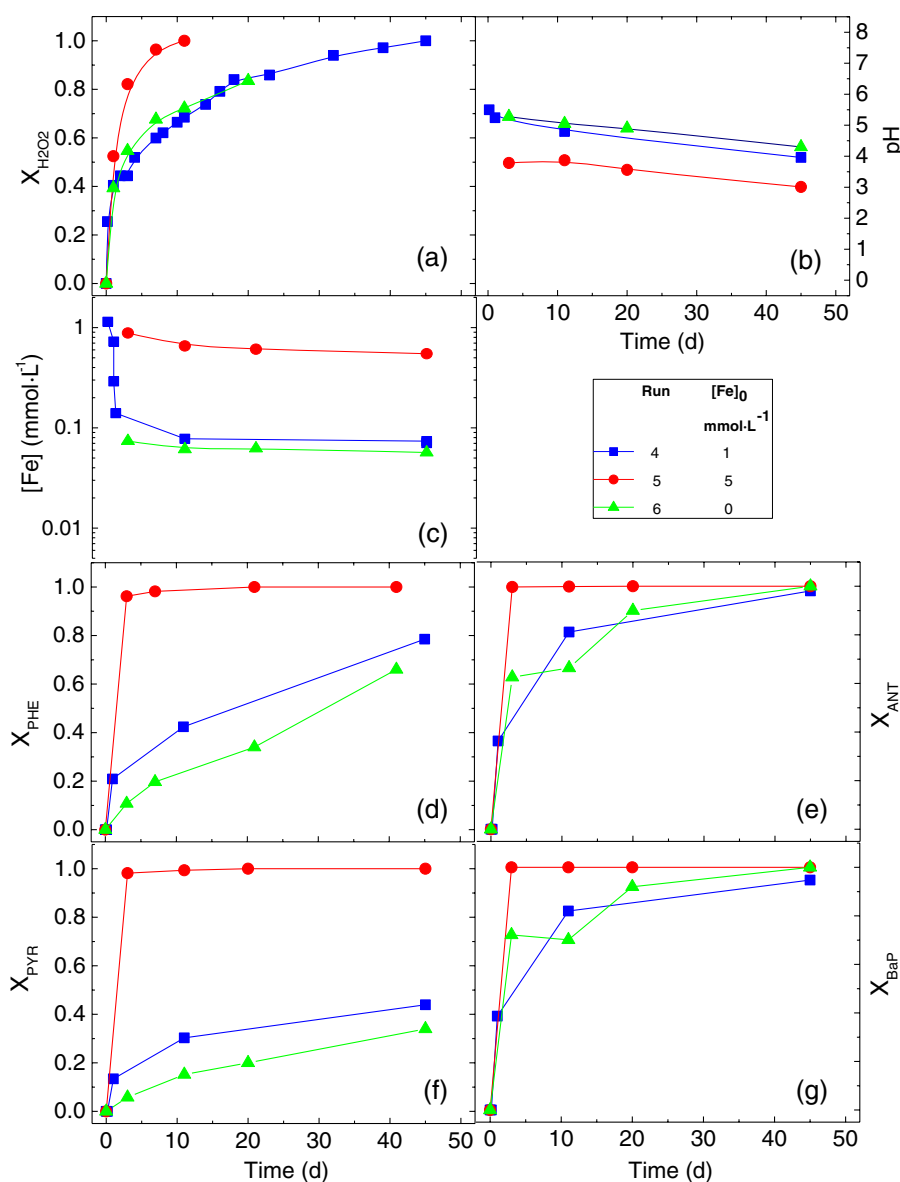 1.0
0.8
0.6
0.4
0.2
0.0
X_H2O2
(a)
8
7
6
5
4
3
2
1
0
pH
(b)
0 10 20 30 40 50
Time (d)
1
0.1
0.01
[Fe] (mmol·L⁻¹)
(c)
Run [Fe]₀
mmol·L⁻¹
4 1
5 5
6 0
1.0
0.8
0.6
0.4
0.2
0.0
X_PHE
(d)
X_ANT
(e)
1.0
0.8
0.6
0.4
0.2
0.0
X_PYR
(f)
X_BaP
(g)
0 10 20 30 40 50
Time (d)
0 10 20 30 40 50
Time (d)